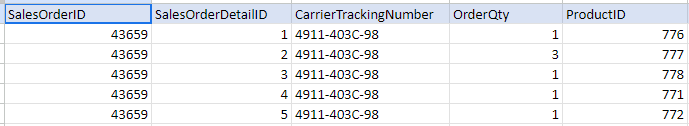 SalesOrderID SalesOrderDetailID CarrierTrackingNumber OrderQty ProductID
43659 1 4911-403C-98 1 776
43659 2 4911-403C-98 3 777
43659 3 4911-403C-98 1 778
43659 4 4911-403C-98 1 771
43659 5 4911-403C-98 1 772